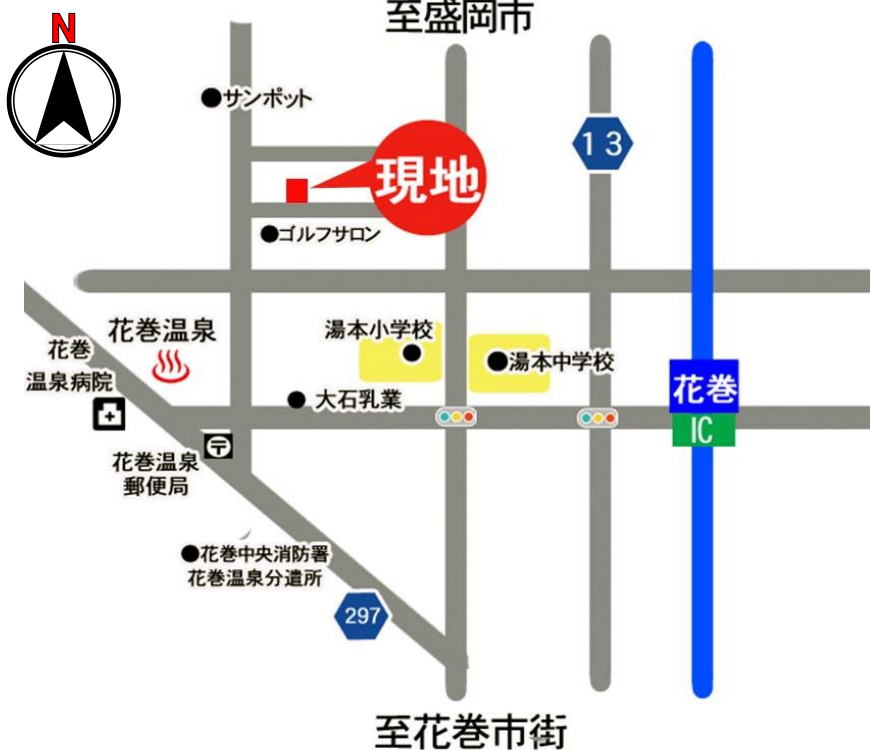 至盛岡市
N
サンポット
13
現地
ゴルフサロン
花巻温泉
湯本小学校
花巻
温泉病院
湯本中学校
花巻
IC
大石乳業
花巻温泉
郵便局
花巻中央消防署
花巻温泉分遣所
297
至花巻市街